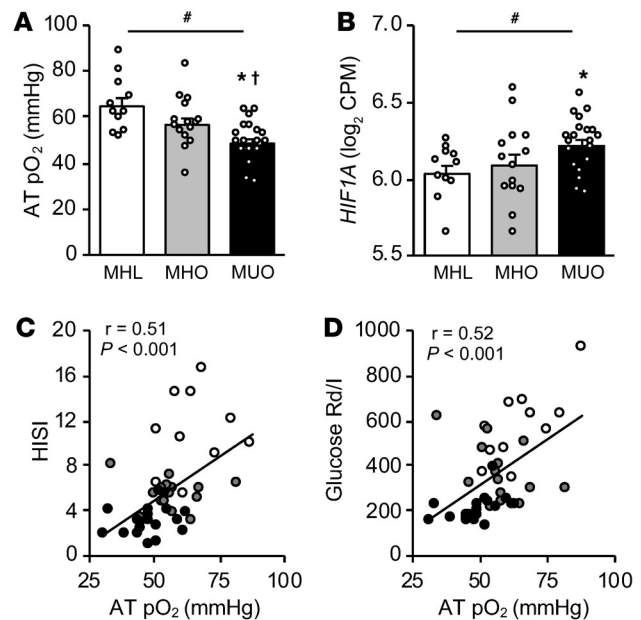 A
#
100
80
60
40
20
0
AT pO2 (mmHg)
* †
MHL MHO MUO
B
#
7.0
6.5
6.0
5.5
HIF1A (log2 CPM)
*
MHL MHO MUO
C
r = 0.51
P < 0.001
20
16
12
8
4
0
HISI
25 50 75 100
AT pO2 (mmHg)
D
r = 0.52
P < 0.001
1000
800
600
400
200
0
Glucose Rd/I
25 50 75 100
AT pO2 (mmHg)